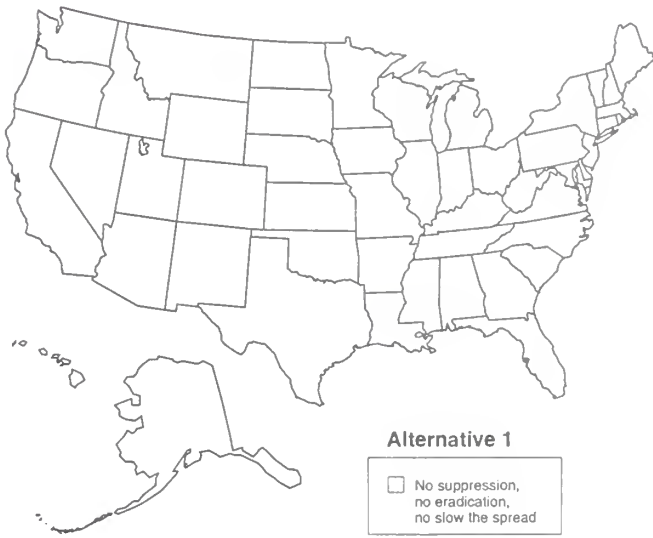 Alternative 1
No suppression,
no eradication,
no slow the spread